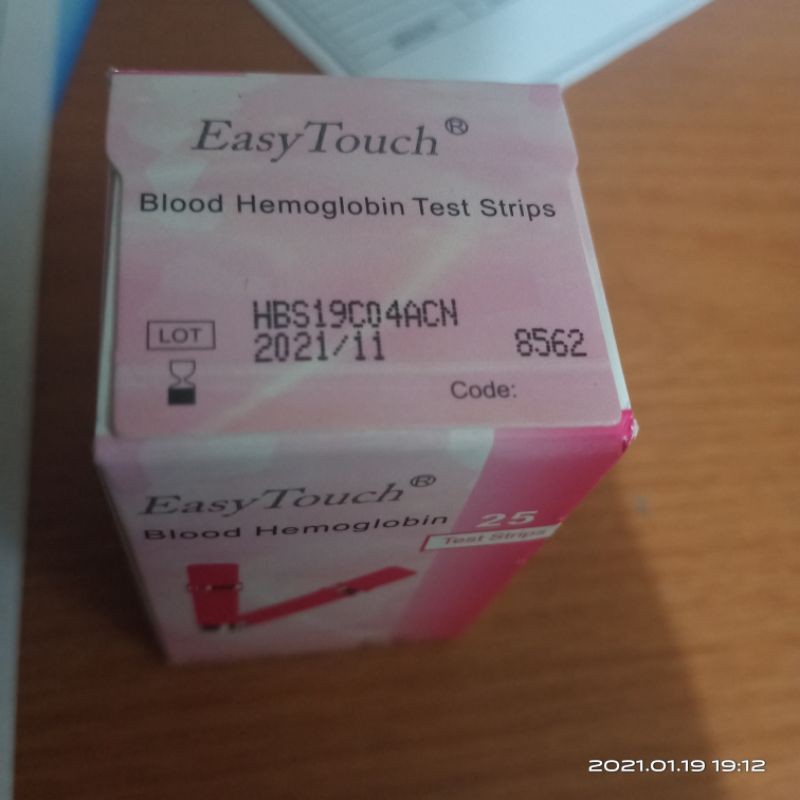 EasyTouch®
Blood Hemoglobin Test Strips
LOT HBS19C04ACN
2021/11 8562
Code:
EasyTouch®
Blood Hemoglobin 25
Test Strips
2021.01.19 19:12